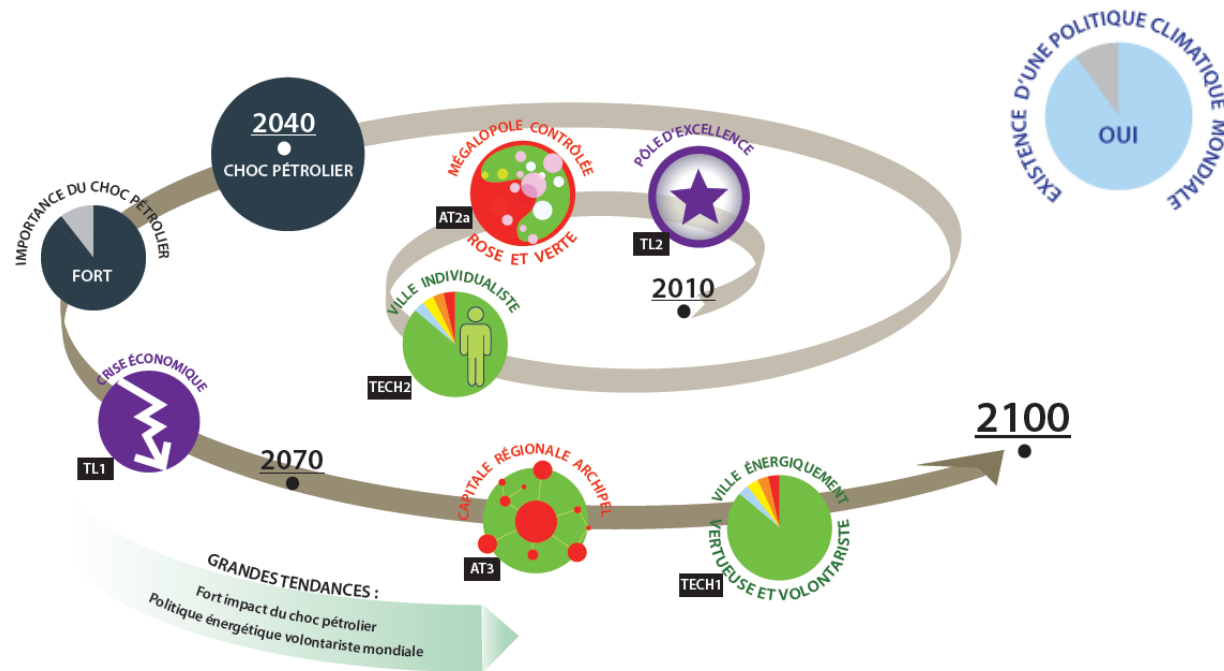 EXISTENCE D'UNE POLITIQUE CLIMATIQUE MONDIALE
OUI
2040
CHOC PÉTROLIER
IMPORTANCE DU CHOC PÉTROLIER
FORT
MÉGALOPOLE CONTRÔLÉE
AT2a
ROSE ET VERTE
PÔLE D'EXCELLENCE
TL2
2010
VILLE INDIVIDUALISTE
TECH2
CRISE ÉCONOMIQUE
TL1
2070
CAPITALE RÉGIONALE ARCHIPEL
AT3
VILLE ÉNERGIQUEMENT
VERTUEUSE ET VOLONTARISTE
TECH1
2100
GRANDES TENDANCES :
Fort impact du choc pétrolier
Politique énergétique volontariste mondiale